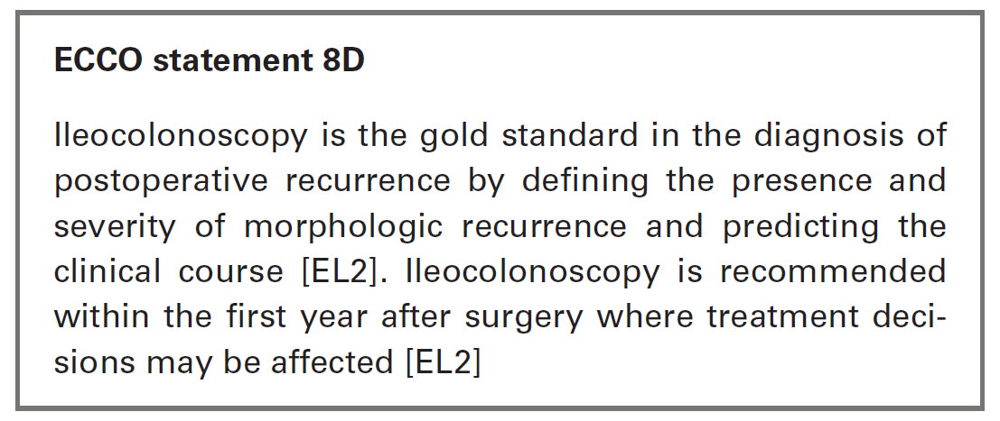 ECCO statement 8D
Ileocolonoscopy is the gold standard in the diagnosis of
postoperative recurrence by defining the presence and
severity of morphologic recurrence and predicting the
clinical course [EL2]. Ileocolonoscopy is recommended
within the first year after surgery where treatment deci-
sions may be affected [EL2]